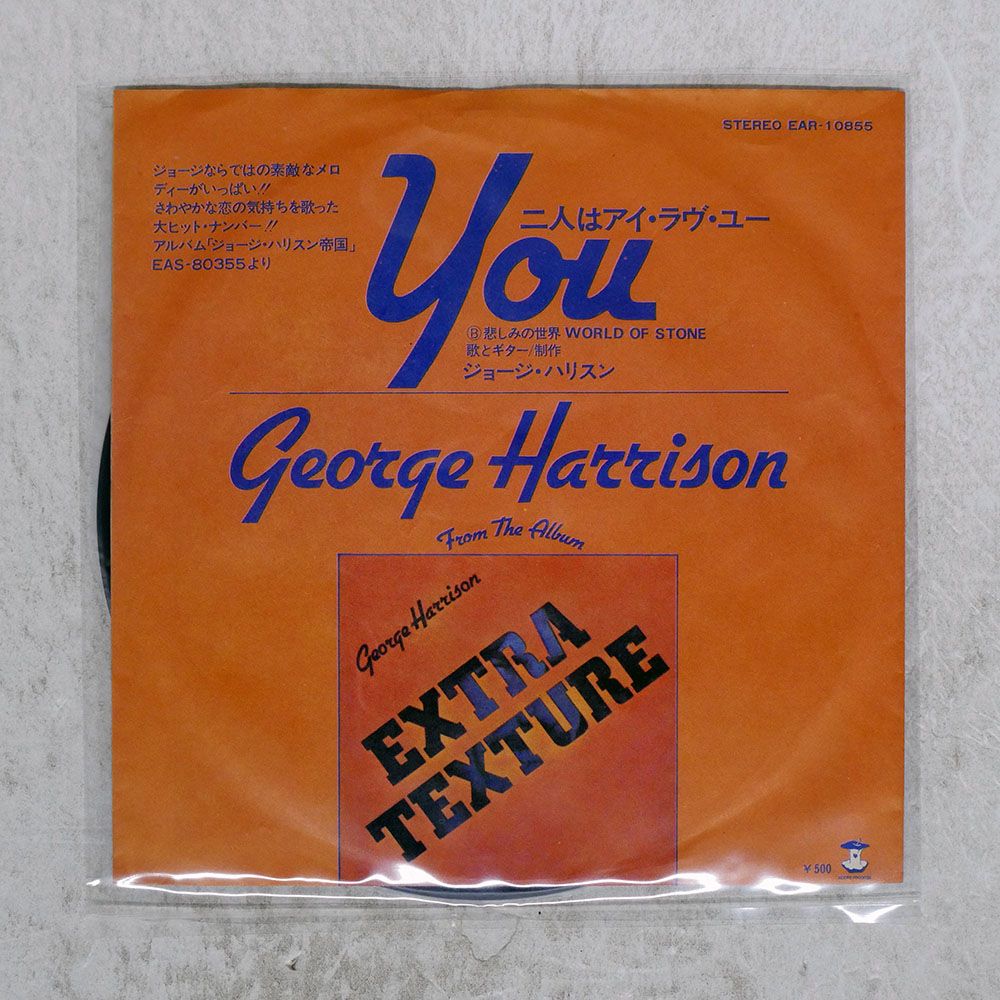 STEREO EAR-10855
ジョージならではの素敵なメロ
ディーがいっぱい!!
さわやかな恋の気持ちを歌った
大ヒット・ナンバー!!
アルバム「ジョージ・ハリスン帝国」
EAS-80355より
You
二人はアイ・ラヴ・ユー
Ⓑ悲しみの世界 WORLD OF STONE
歌とギター/制作
ジョージ・ハリスン
George Harrison
From The Album
George Harrison
EXTRA
TEXTURE
¥500